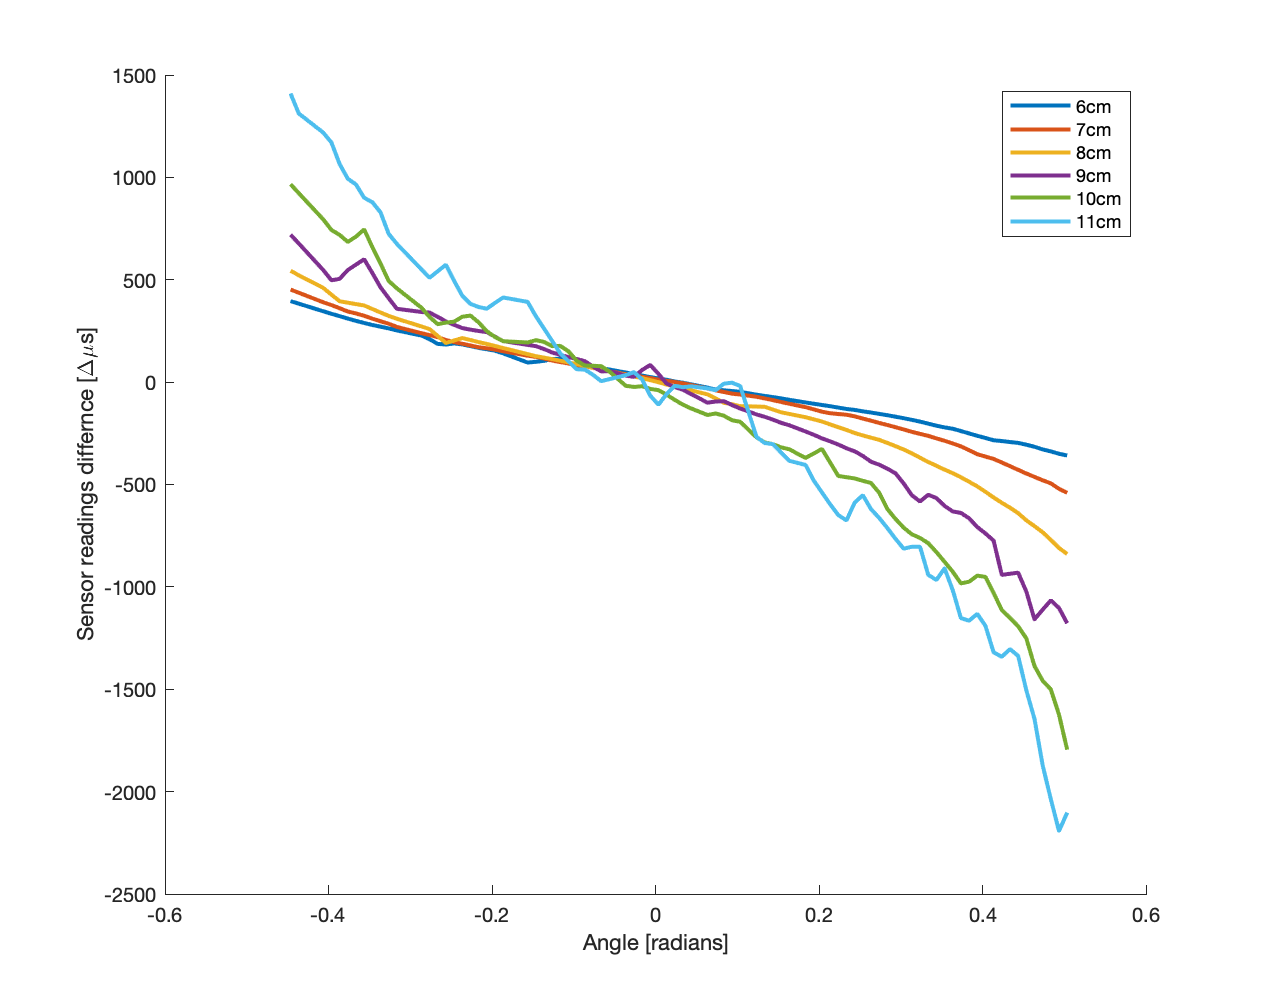 1500
1000
500
0
-500
-1000
-1500
-2000
-2500
-0.6
-0.4
-0.2
0
0.2
0.4
0.6
Sensor readings differnce [Δμs]
Angle [radians]
6cm
7cm
8cm
9cm
10cm
11cm